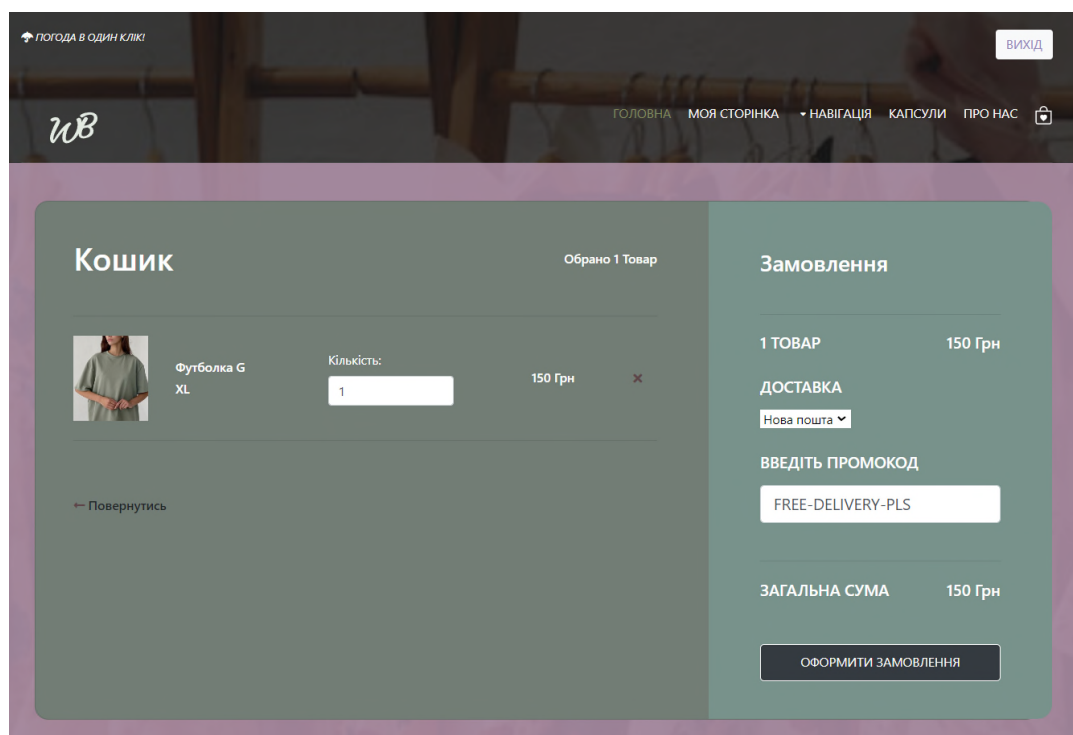 ПОГОДА В ОДИН КЛІК!
ВИХІД
WB
ГОЛОВНА МОЯ СТОРІНКА НАВІГАЦІЯ КАПСУЛИ ПРО НАС
Кошик
Обрано 1 Товар
Футболка G
XL
Кількість:
1
150 Грн
×
← Повернутись
Замовлення
1 ТОВАР 150 Грн
ДОСТАВКА
Нова пошта
ВВЕДІТЬ ПРОМОКОД
FREE-DELIVERY-PLS
ЗАГАЛЬНА СУМА 150 Грн
ОФОРМИТИ ЗАМОВЛЕННЯ